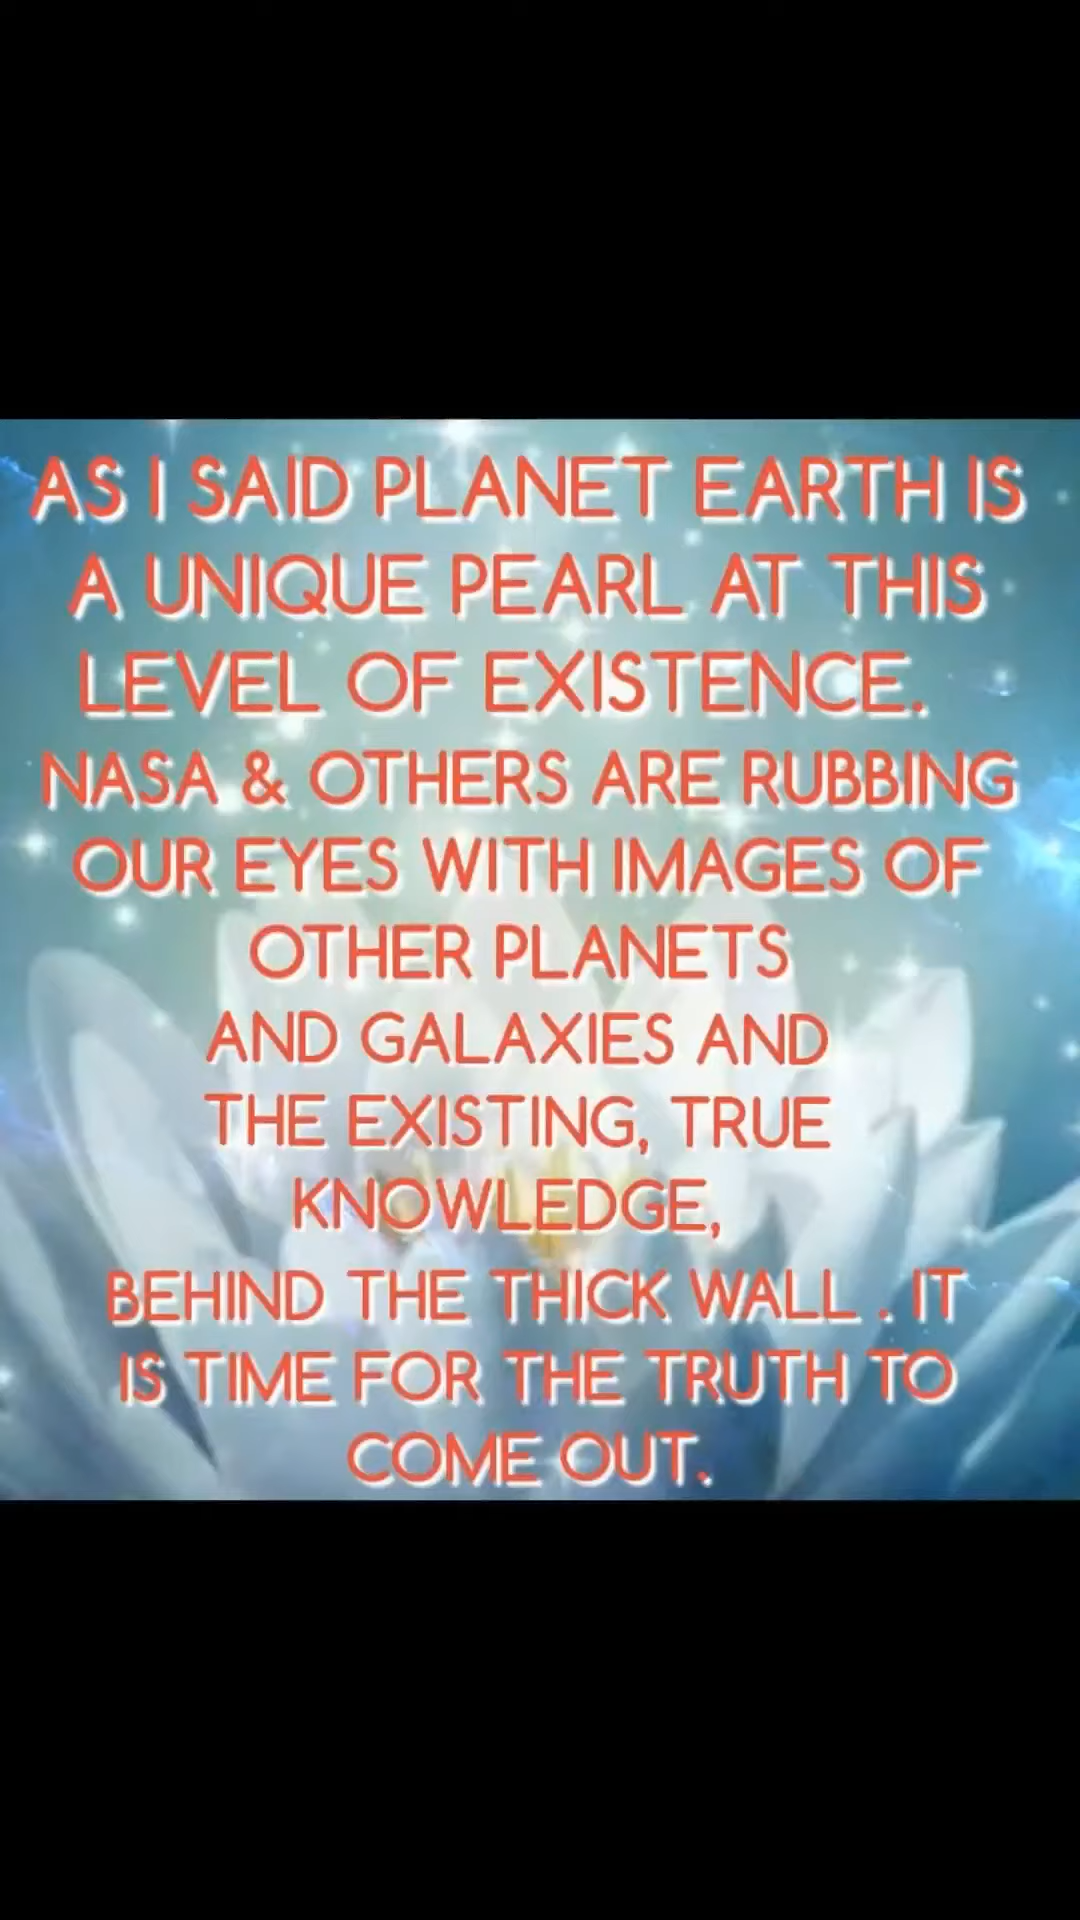 AS I SAID PLANET EARTH IS
A UNIQUE PEARL AT THIS
LEVEL OF EXISTENCE.
NASA & OTHERS ARE RUBBING
OUR EYES WITH IMAGES OF
OTHER PLANETS
AND GALAXIES AND
THE EXISTING, TRUE
KNOWLEDGE,
BEHIND THE THICK WALL . IT
IS TIME FOR THE TRUTH TO
COME OUT.